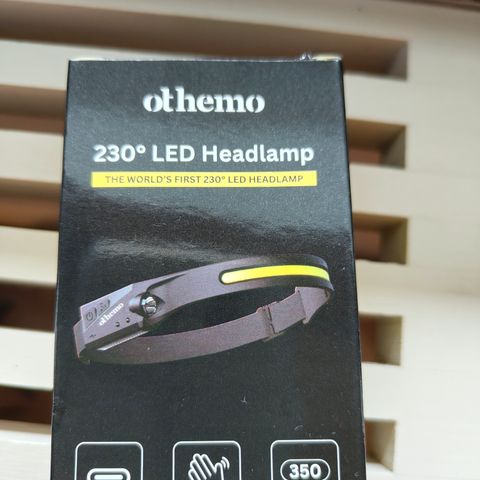 othemo
230° LED Headlamp
THE WORLD'S FIRST 230° LED HEADLAMP
othemo
350